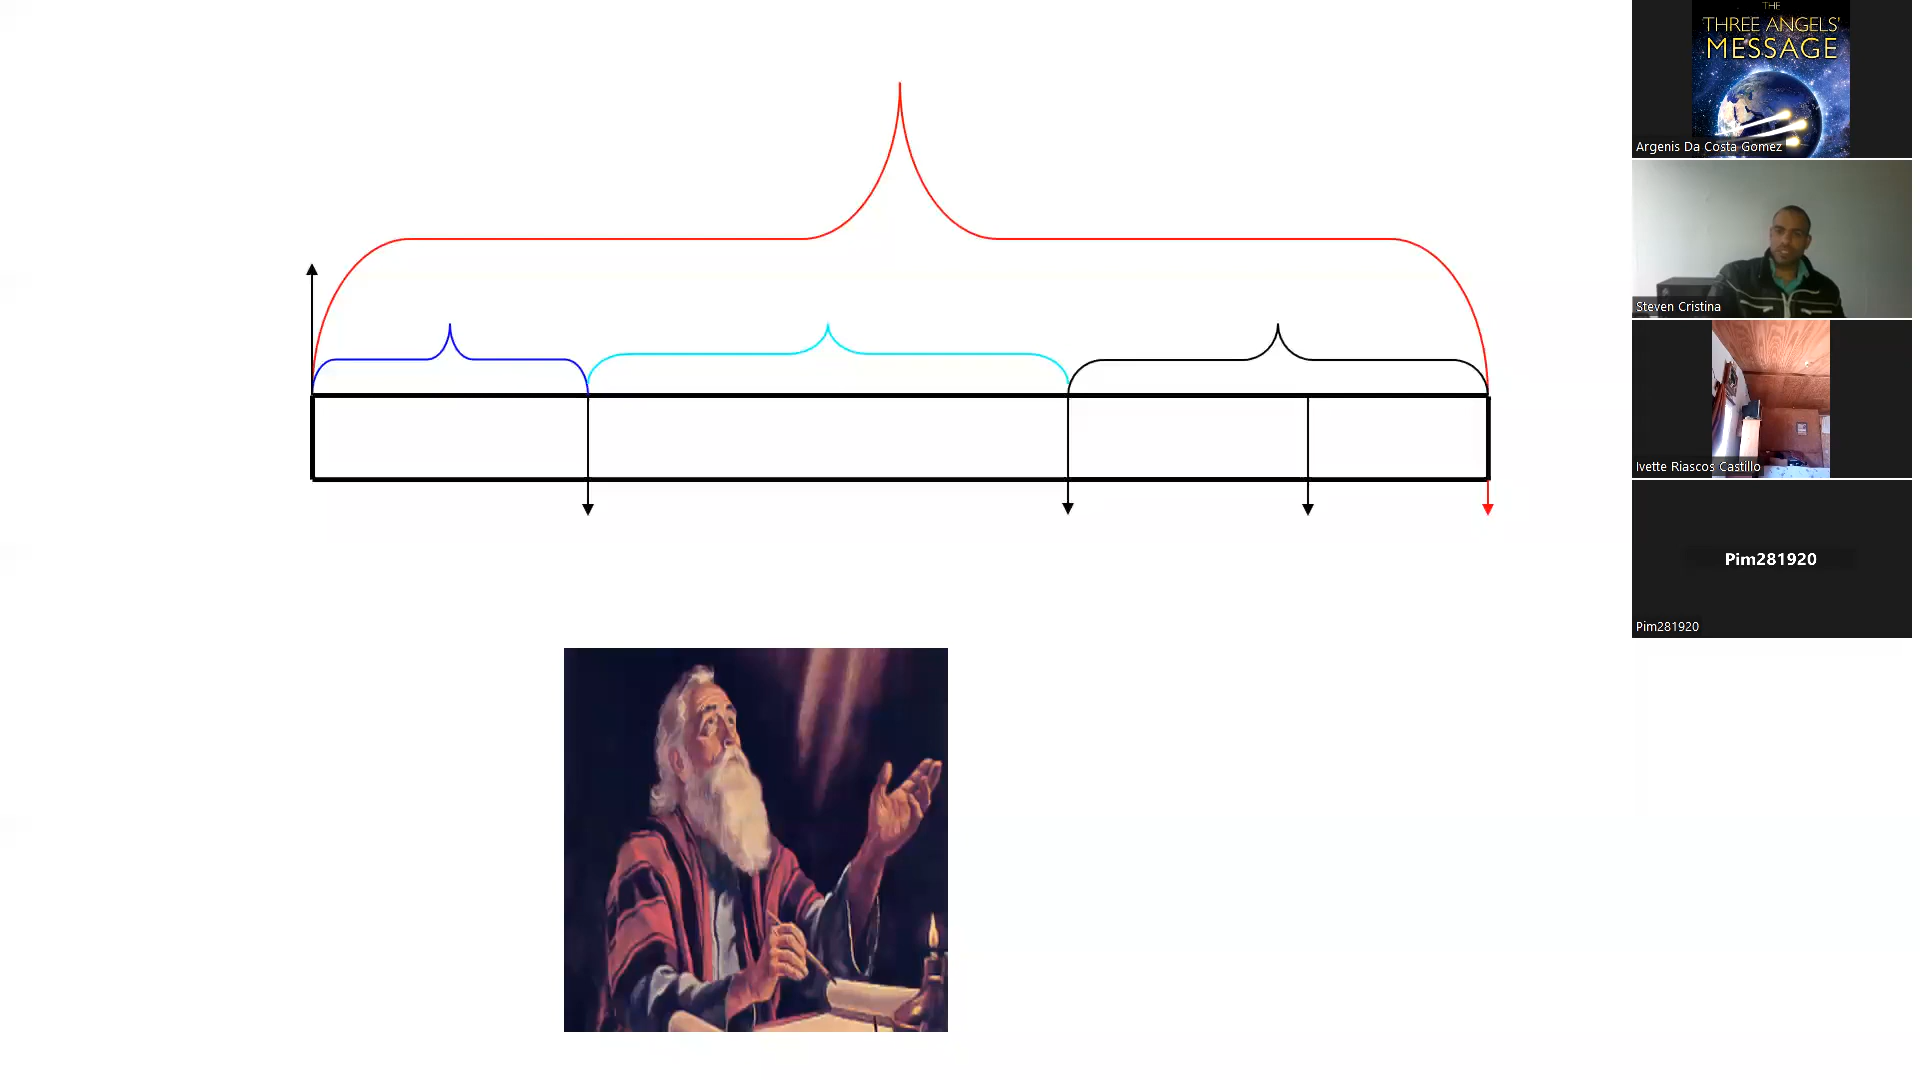 THE
THREE ANGELS'
MESSAGE
Argenis Da Costa Gomez
Steven Cristina
Ivette Riascos Castillo
Pim281920
Pim281920